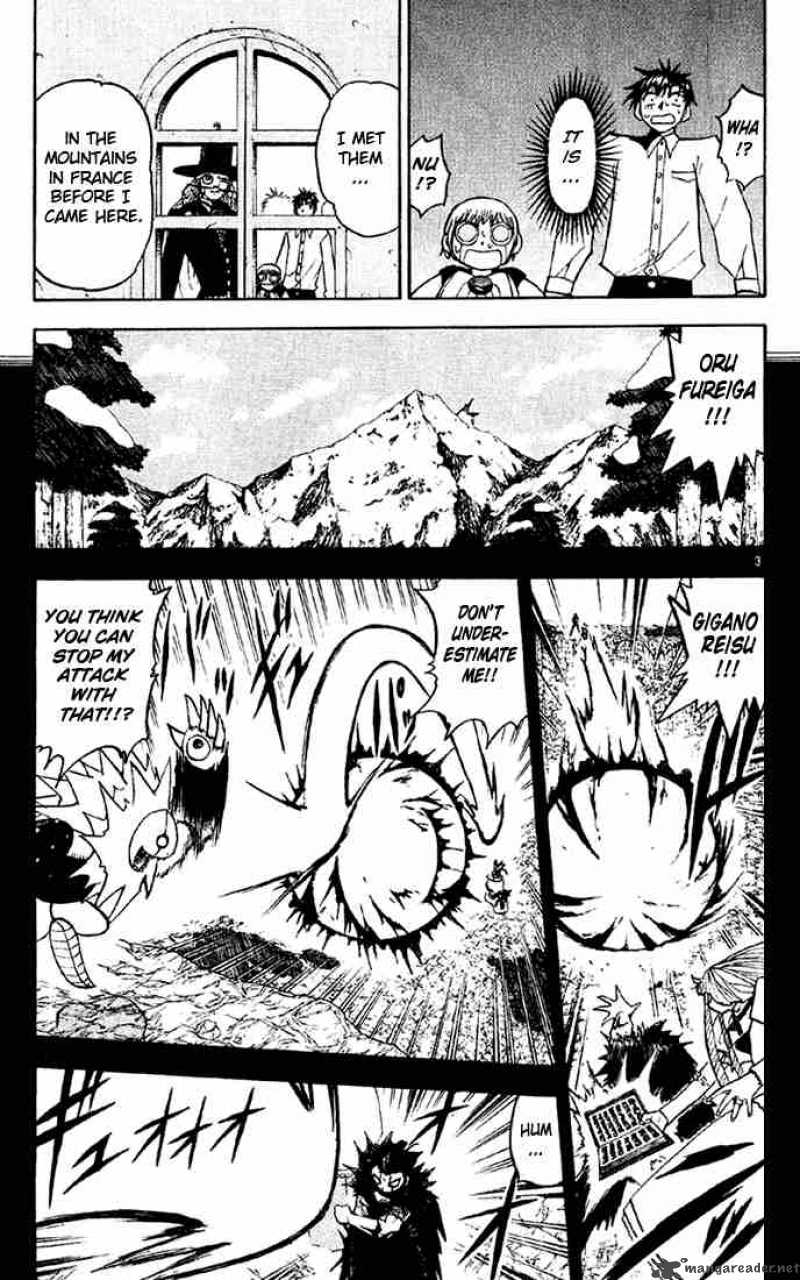 WHA
!?
IT
IS
...
NU
!?
I MET
THEM
...
IN THE
MOUNTAINS
IN FRANCE
BEFORE I
CAME HERE.
ORU
FUREIGA
!!!
3
GIGANO
REISU
!!!
DON'T
UNDER-
ESTIMATE
ME!!
YOU THINK
YOU CAN
STOP MY
ATTACK
WITH
THAT!!?
HUM
...
mangareader.net